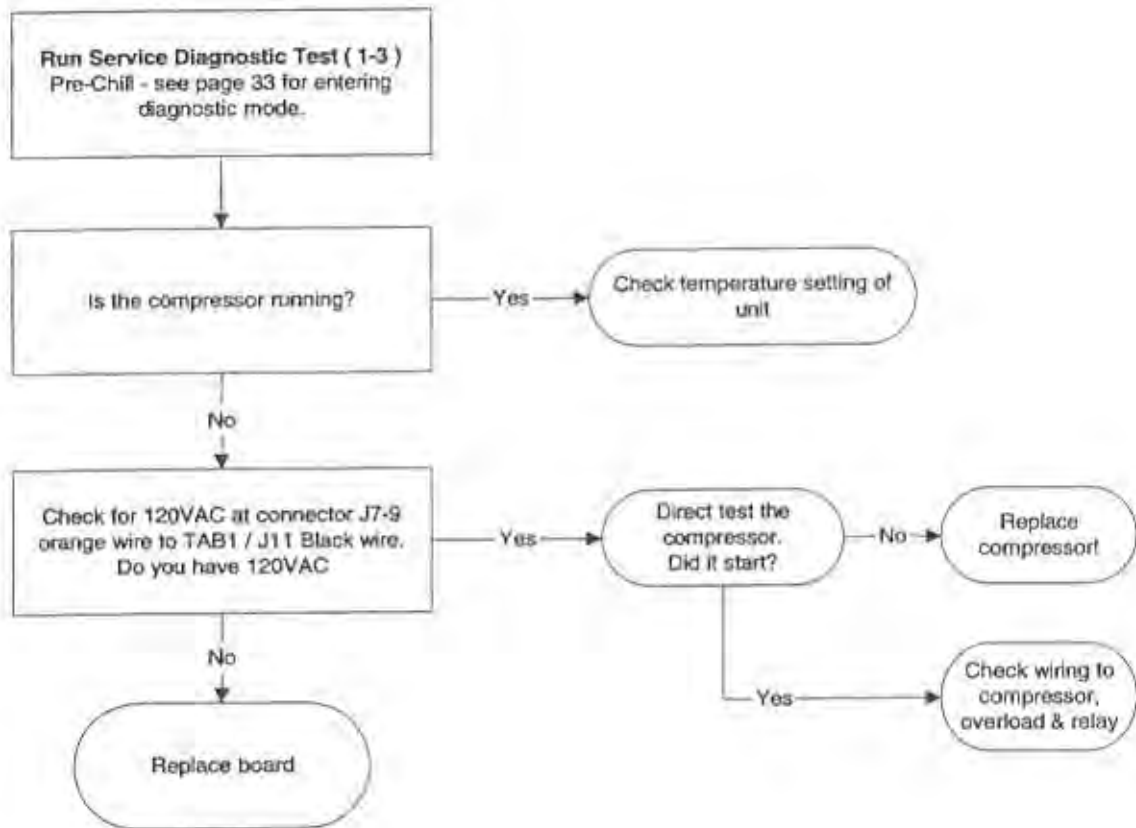 Run Service Diagnostic Test ( 1-3 )
Pre-Chill - see page 33 for entering
diagnostic mode.
Is the compressor running?
Yes
Check temperature setting of
unit
No
Check for 120VAC at connector J7-9
orange wire to TAB1 / J11 Black wire.
Do you have 120VAC
Yes
Direct test the
compressor.
Did it start?
No
Replace
compressor!
Yes
Check wiring to
compressor,
overload & relay
No
Replace board